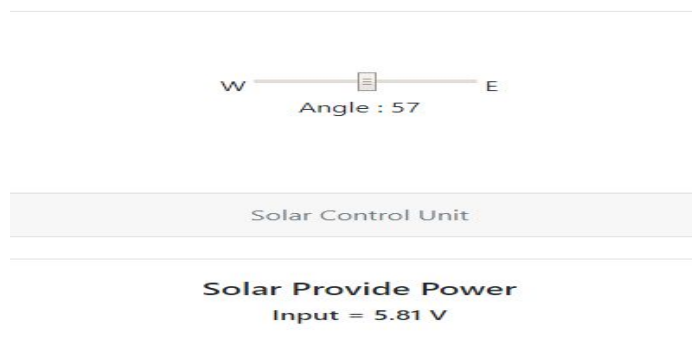 W E
Angle : 57
Solar Control Unit
Solar Provide Power
Input = 5.81 V